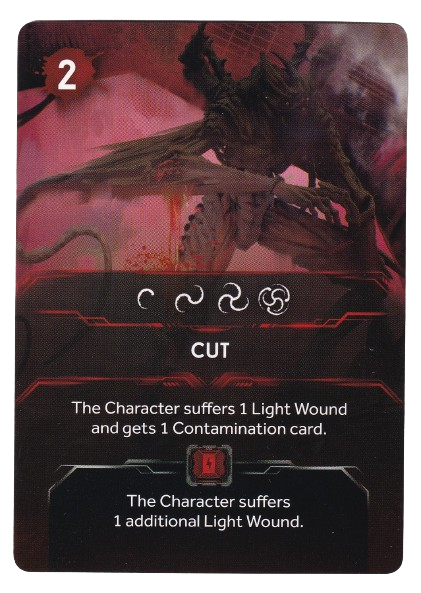 2
CUT
The Character suffers 1 Light Wound
and gets 1 Contamination card.
The Character suffers
1 additional Light Wound.